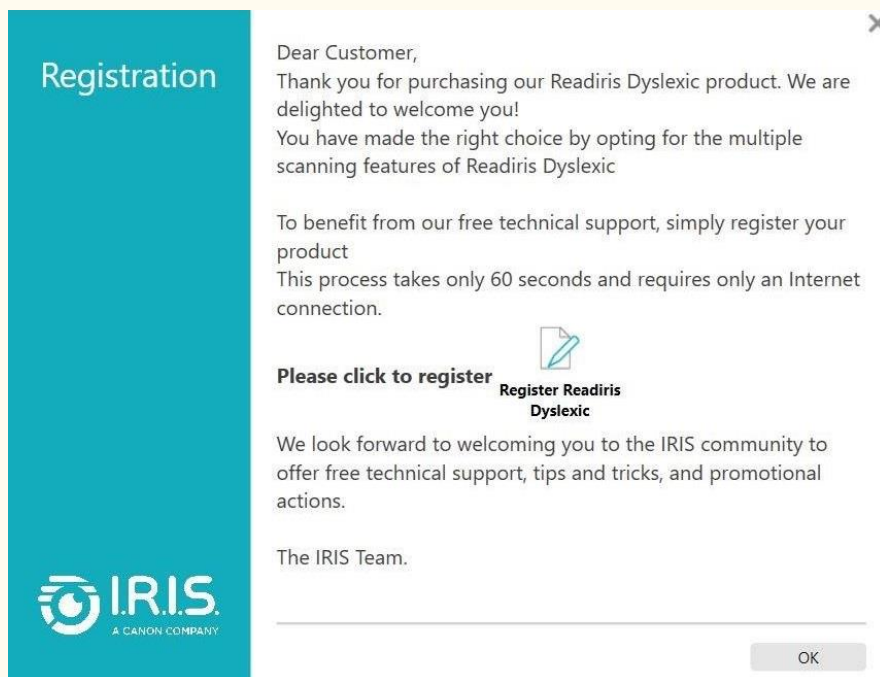 Registration
Dear Customer,
Thank you for purchasing our Readiris Dyslexic product. We are
delighted to welcome you!
You have made the right choice by opting for the multiple
scanning features of Readiris Dyslexic
To benefit from our free technical support, simply register your
product
This process takes only 60 seconds and requires only an Internet
connection.
Please click to register
Register Readiris
Dyslexic
We look forward to welcoming you to the IRIS community to
offer free technical support, tips and tricks, and promotional
actions.
The IRIS Team.
I.R.I.S.
A CANON COMPANY
OK